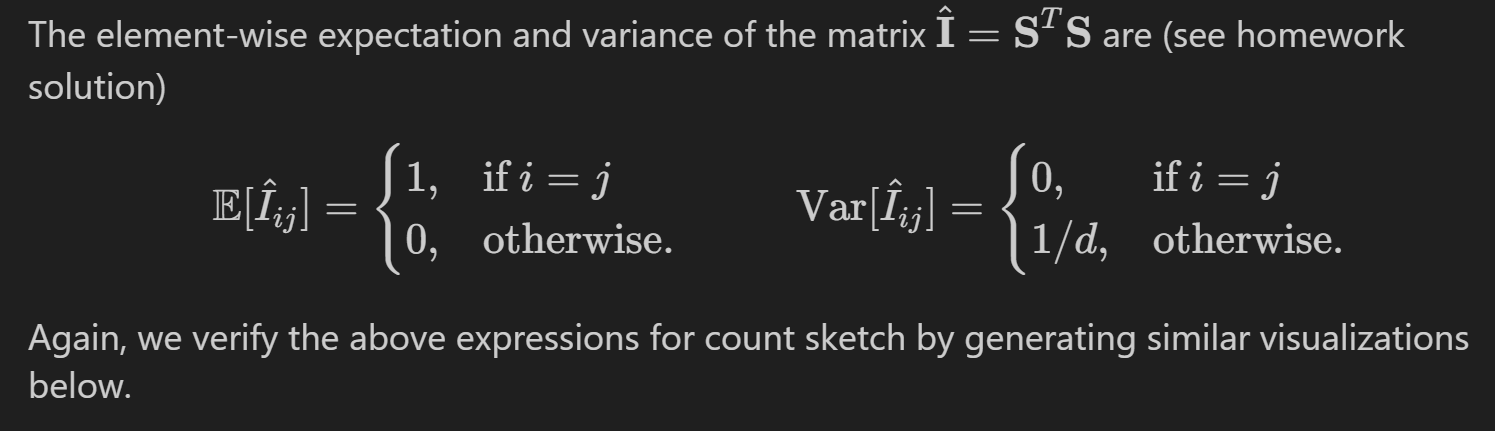 The element-wise expectation and variance of the matrix $\hat{\mathbf{I}} = \mathbf{S}^T\mathbf{S}$ are (see homework
solution)
$\mathbb{E}[\hat{I}_{ij}] = \begin{cases} 1, & \text{if } i = j \\ 0, & \text{otherwise.} \end{cases} \qquad \text{Var}[\hat{I}_{ij}] = \begin{cases} 0, & \text{if } i = j \\ 1/d, & \text{otherwise.} \end{cases}$
Again, we verify the above expressions for count sketch by generating similar visualizations
below.